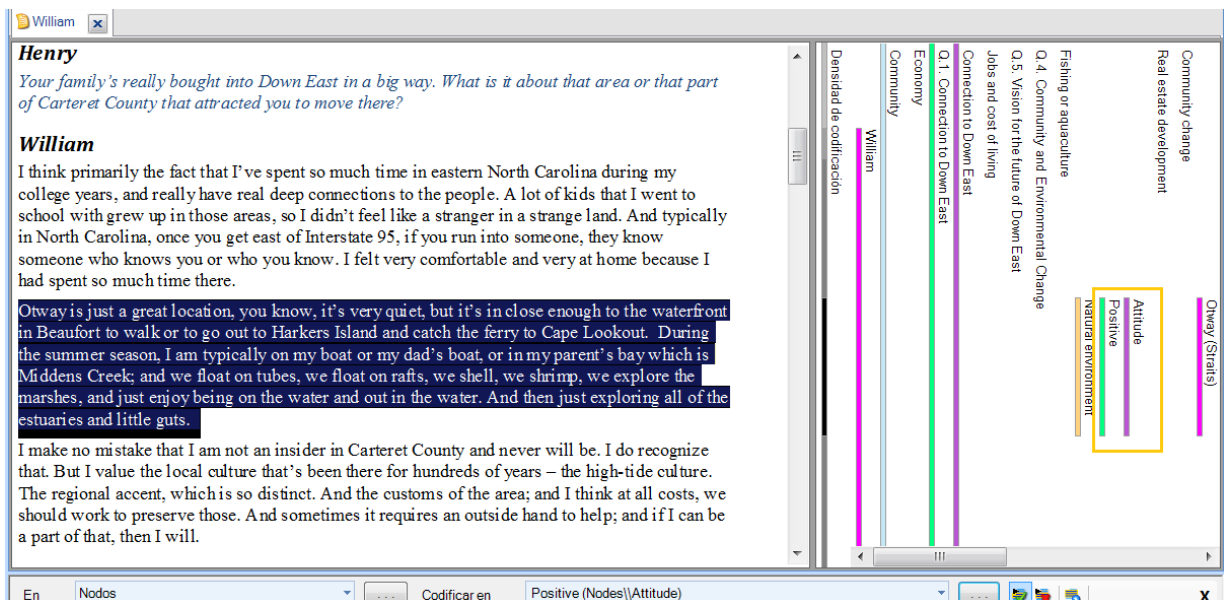 William
Henry
Your family's really bought into Down East in a big way. What is it about that area or that part
of Carteret County that attracted you to move there?
William
I think primarily the fact that I've spent so much time in eastern North Carolina during my
college years, and really have real deep connections to the people. A lot of kids that I went to
school with grew up in those areas, so I didn't feel like a stranger in a strange land. And typically
in North Carolina, once you get east of Interstate 95, if you run into someone, they know
someone who knows you or who you know. I felt very comfortable and very at home because I
had spent so much time there.
Otway is just a great location, you know, it's very quiet, but it's in close enough to the waterfront
in Beaufort to walk or to go out to Harkers Island and catch the ferry to Cape Lookout. During
the summer season, I am typically on my boat or my dad's boat, or in my parent's bay which is
Middens Creek; and we float on tubes, we float on rafts, we shell, we shrimp, we explore the
marshes, and just enjoy being on the water and out in the water. And then just exploring all of the
estuaries and little guts.
I make no mistake that I am not an insider in Carteret County and never will be. I do recognize
that. But I value the local culture that's been there for hundreds of years – the high-tide culture.
The regional accent, which is so distinct. And the customs of the area; and I think at all costs, we
should work to preserve those. And sometimes it requires an outside hand to help; and if I can be
a part of that, then I will.
Densidad de codificación
William
Community
Economy
Q.1. Connection to Down East
Connection to Down East
Jobs and cost of living
Q.5. Vision for the future of Down East
Q.4. Community and Environmental Change
Fishing or aquaculture
Natural environment
Positive
Attitude
Real estate development
Community change
Otway (Straits)
En
Nodos
...
Codificar en
Positive (Nodes\\Attitude)
...
x